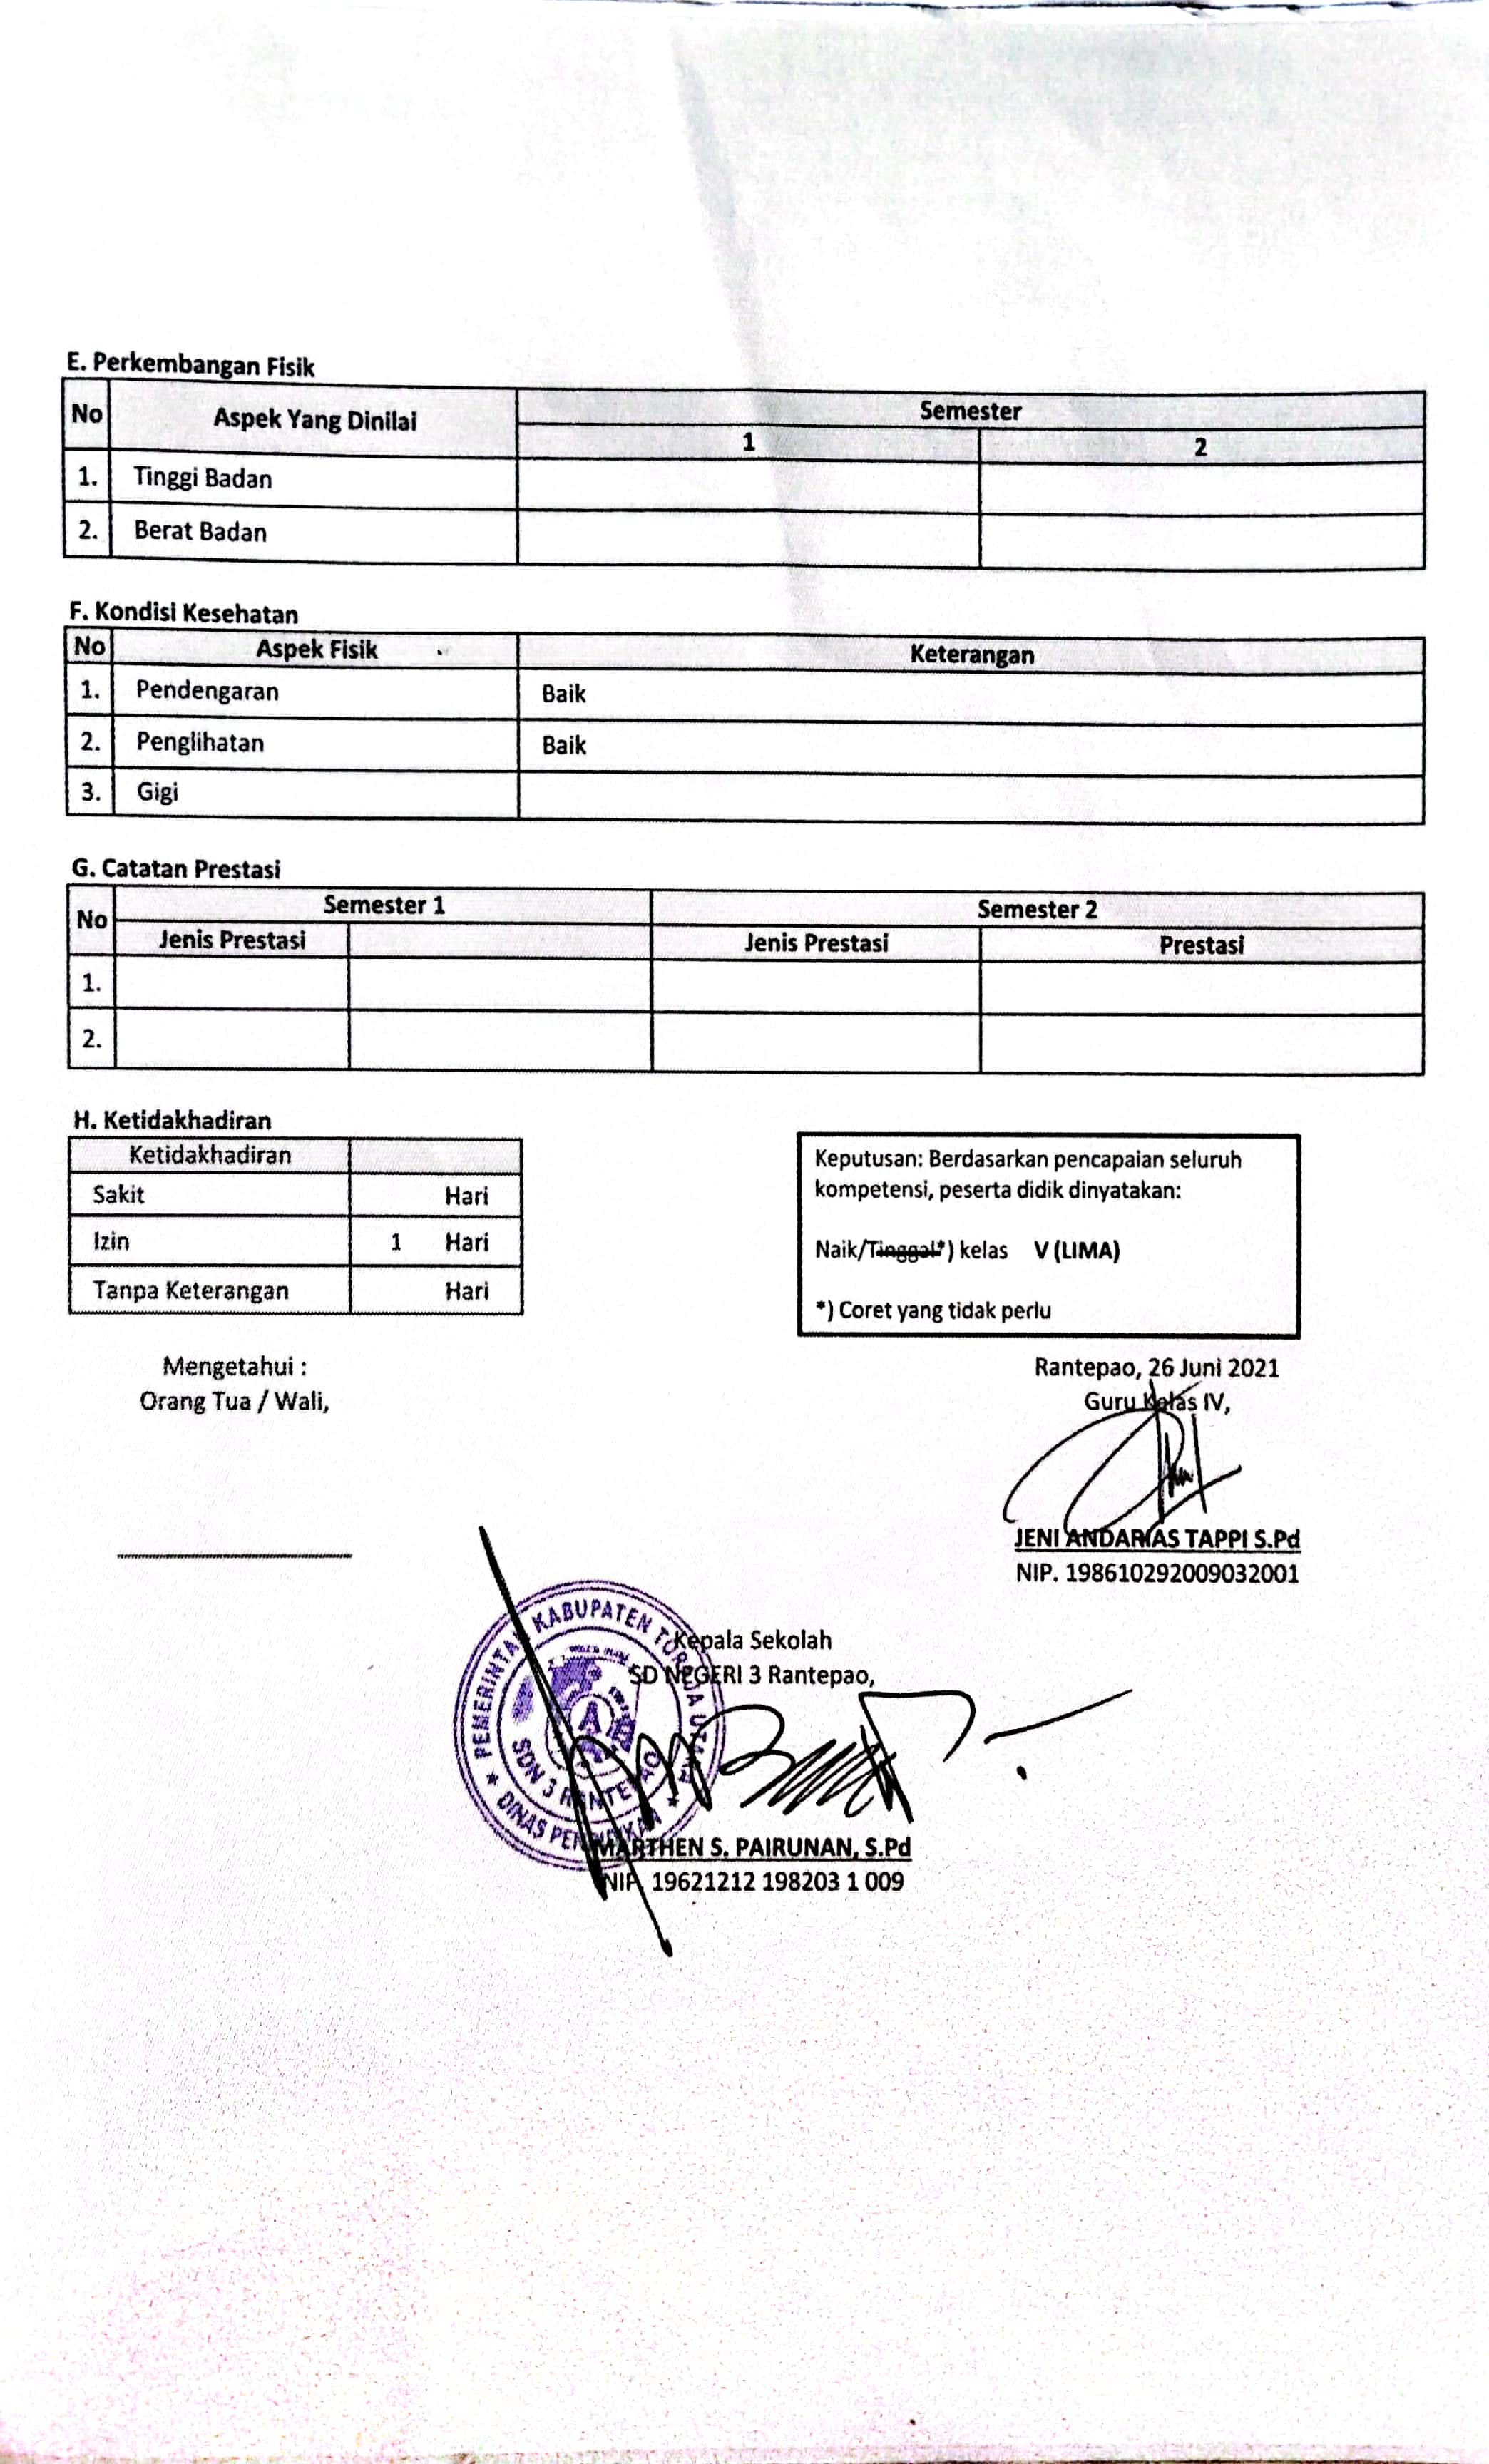 E. Perkembangan Fisik
No Aspek Yang Dinilai Semester
1 2
1. Tinggi Badan
2. Berat Badan
F. Kondisi Kesehatan
No Aspek Fisik Keterangan
1. Pendengaran Baik
2. Penglihatan Baik
3. Gigi
G. Catatan Prestasi
No Semester 1 Semester 2
Jenis Prestasi Jenis Prestasi Prestasi
1.
2.
H. Ketidakhadiran
Ketidakhadiran
Sakit Hari
Izin 1 Hari
Tanpa Keterangan Hari
Keputusan: Berdasarkan pencapaian seluruh
kompetensi, peserta didik dinyatakan:
Naik/Tinggal*) kelas V (LIMA)
*) Coret yang tidak perlu
Mengetahui :
Orang Tua / Wali,
Rantepao, 26 Juni 2021
Guru Kelas IV,
JENI ANDARIAS TAPPI S.Pd
NIP. 198610292009032001
Kepala Sekolah
SD NEGERI 3 Rantepao,
MARTHEN S. PAIRUNAN, S.Pd
NIP. 19621212 198203 1 009
PEMERINTAH KABUPATEN TORAJA UTARA
DINAS PENDIDIKAN
SDN 3 RANTEPAO